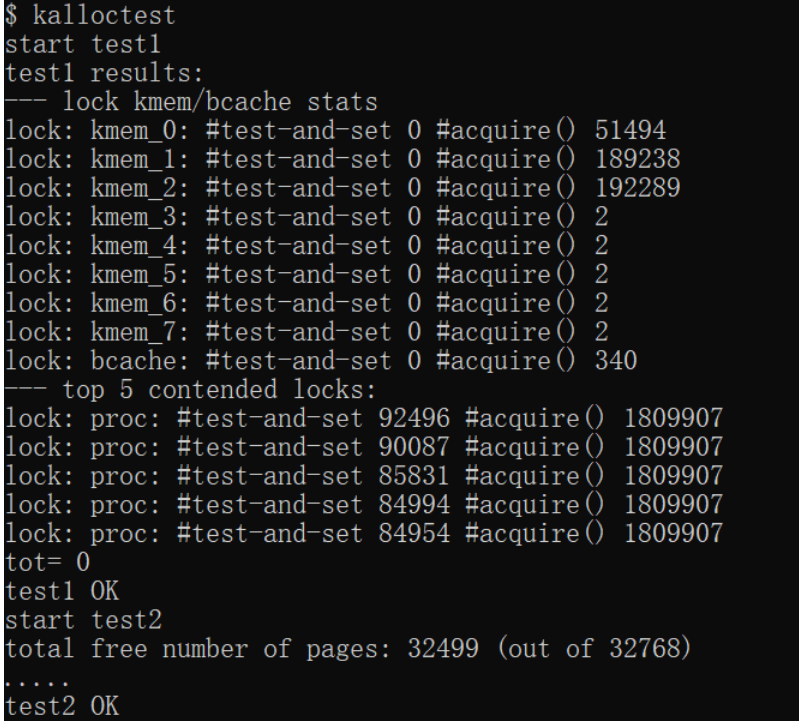 $ kalloctest
start test1
test1 results:
--- lock kmem/bcache stats
lock: kmem_0: #test-and-set 0 #acquire() 51494
lock: kmem_1: #test-and-set 0 #acquire() 189238
lock: kmem_2: #test-and-set 0 #acquire() 192289
lock: kmem_3: #test-and-set 0 #acquire() 2
lock: kmem_4: #test-and-set 0 #acquire() 2
lock: kmem_5: #test-and-set 0 #acquire() 2
lock: kmem_6: #test-and-set 0 #acquire() 2
lock: kmem_7: #test-and-set 0 #acquire() 2
lock: bcache: #test-and-set 0 #acquire() 340
--- top 5 contended locks:
lock: proc: #test-and-set 92496 #acquire() 1809907
lock: proc: #test-and-set 90087 #acquire() 1809907
lock: proc: #test-and-set 85831 #acquire() 1809907
lock: proc: #test-and-set 84994 #acquire() 1809907
lock: proc: #test-and-set 84954 #acquire() 1809907
tot= 0
test1 OK
start test2
total free number of pages: 32499 (out of 32768)
.....
test2 OK